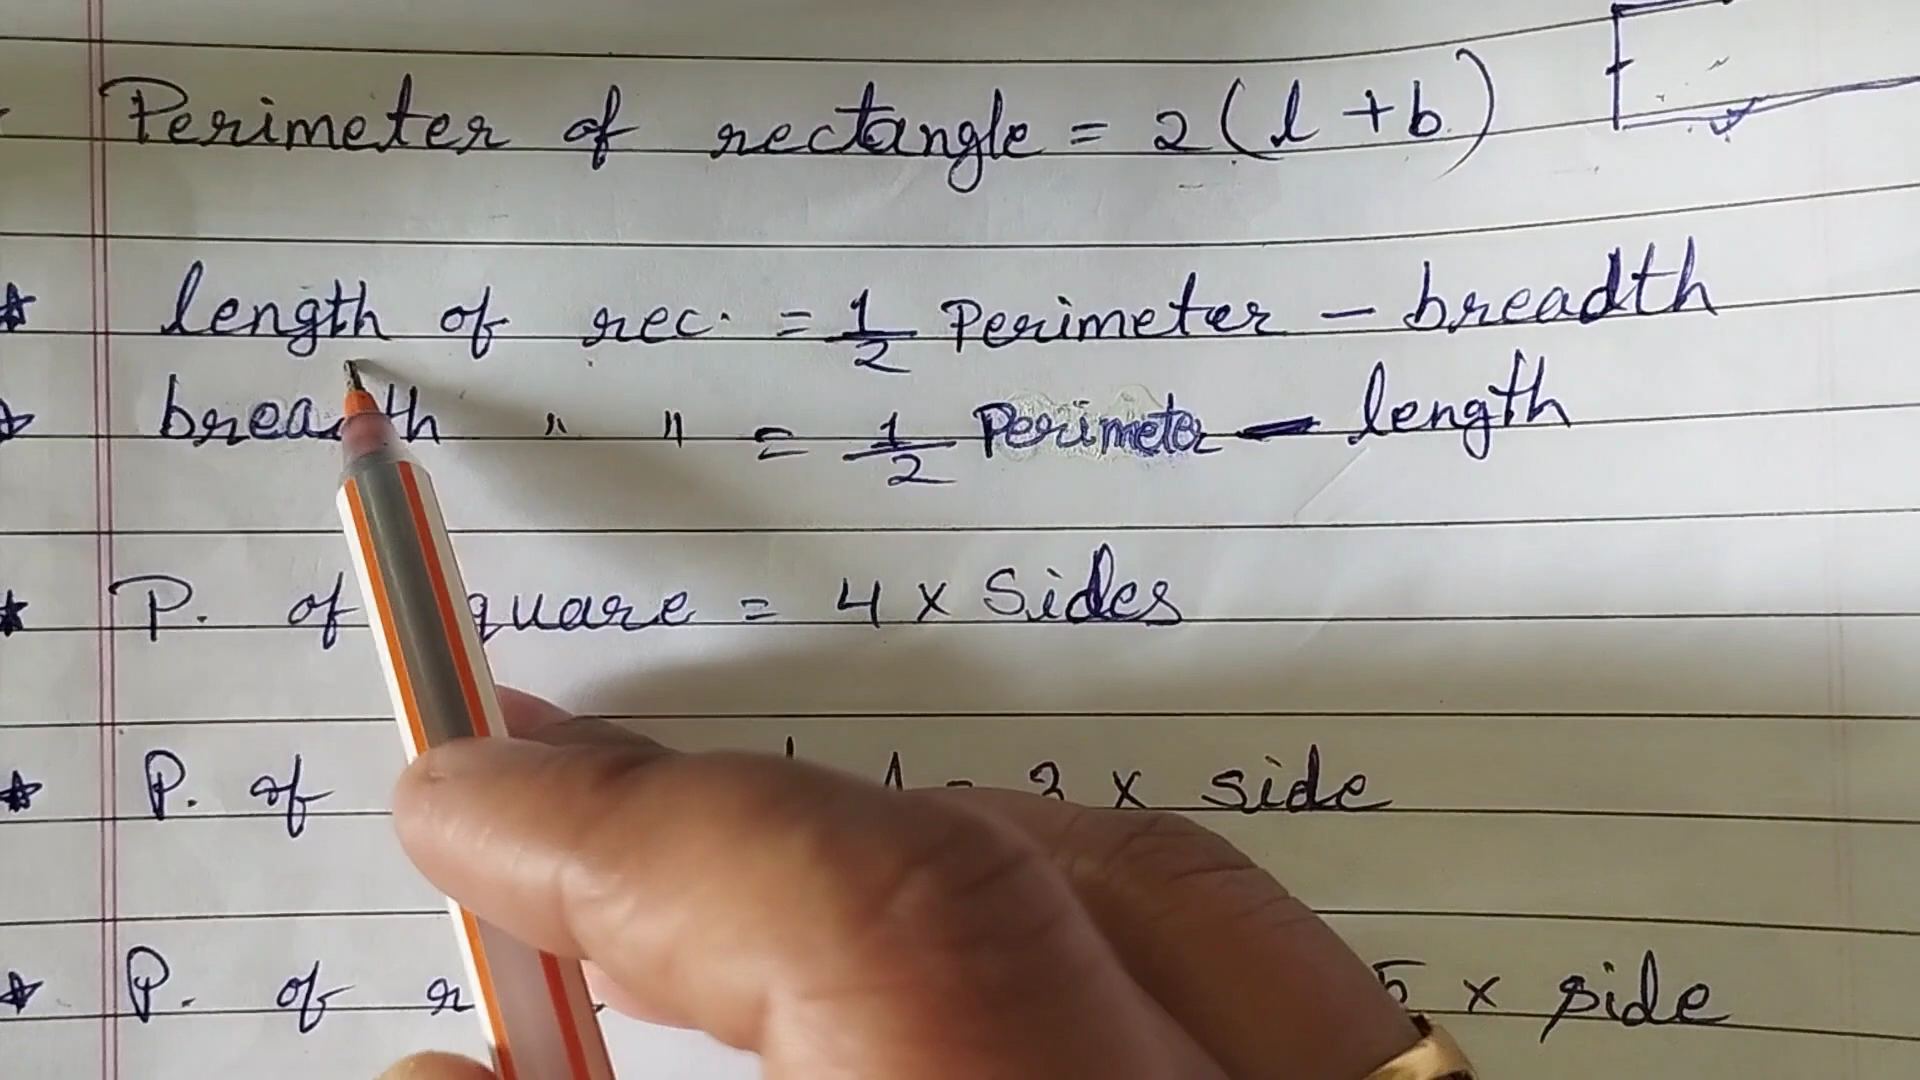 Perimeter of rectangle = 2(l+b)
length of rec. = 1/2 Perimeter - breadth
breadth " " = 1/2 Perimeter - length
P. of quare = 4 x Sides
P. of = 3 x side
P. of 5 x side